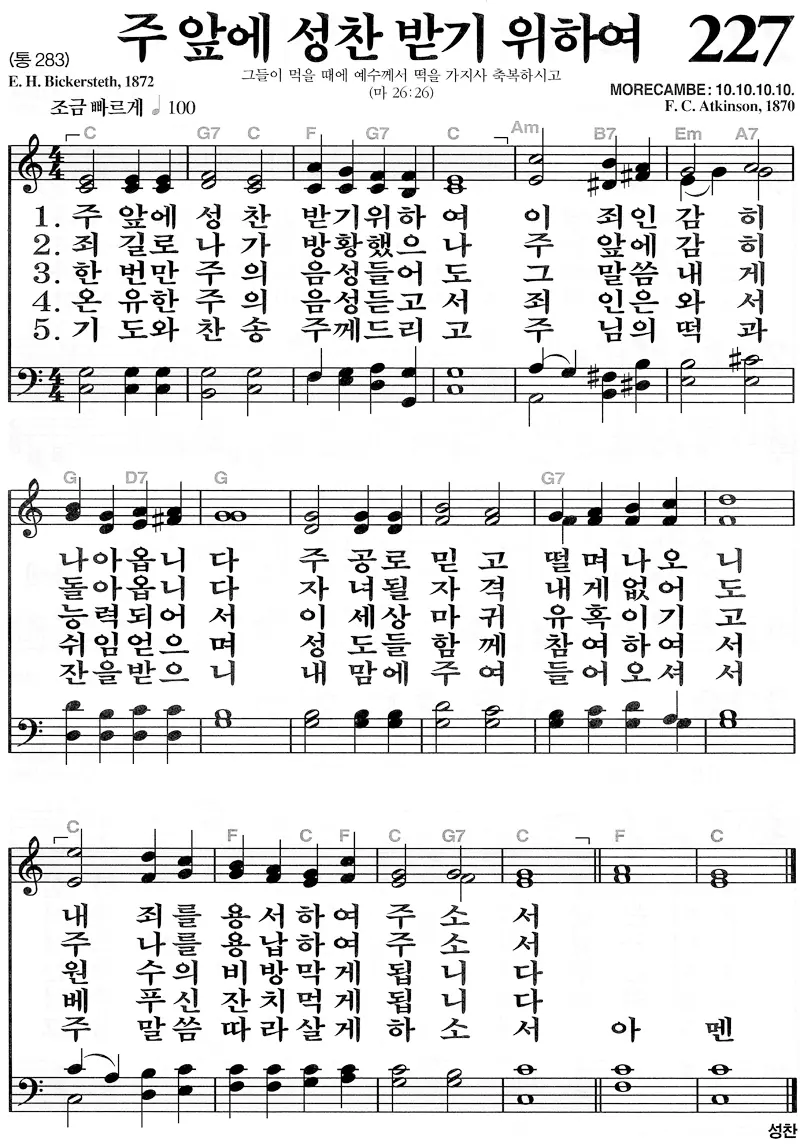 주 앞에 성찬 받기 위하여 227
(통 283)
그들이 먹을 때에 예수께서 떡을 가지사 축복하시고
(마 26:26)
E. H. Bickersteth, 1872
MORECAMBE: 10.10.10.10.
F. C. Atkinson, 1870
조금 빠르게 ♩ 100
C G7 C F G7 C Am B7 Em A7
4 4
1. 주 앞에 성찬 받기위하여 이 죄인 감히
2. 죄 길로 나가 방황했으나 주 앞에 감히
3. 한 번만 주의 음성들어도 그 말씀 내게
4. 온 유한 주의 음성듣고서 죄 인은 와서
5. 기 도와 찬송 주께드리고 주 님의 떡과
4 4
G D7 G G7
나아옵니다 주 공로 믿고 떨며나오니
돌아옵니다 자 녀될 자격 내게없어도
능력되어서 이 세상 마귀 유혹이기고
쉬임얻으며 성 도들 함께 참여하여서
잔을받으니 내 맘에 주여 들어오셔서
C F C F C G7 C F C
내 죄를 용서하여 주소서
주 나를 용납하여 주소서
원 수의 비방막게 됩니다
베 푸신 잔치먹게 됩니다
주 말씀 따라살게 하소서 아멘
성찬